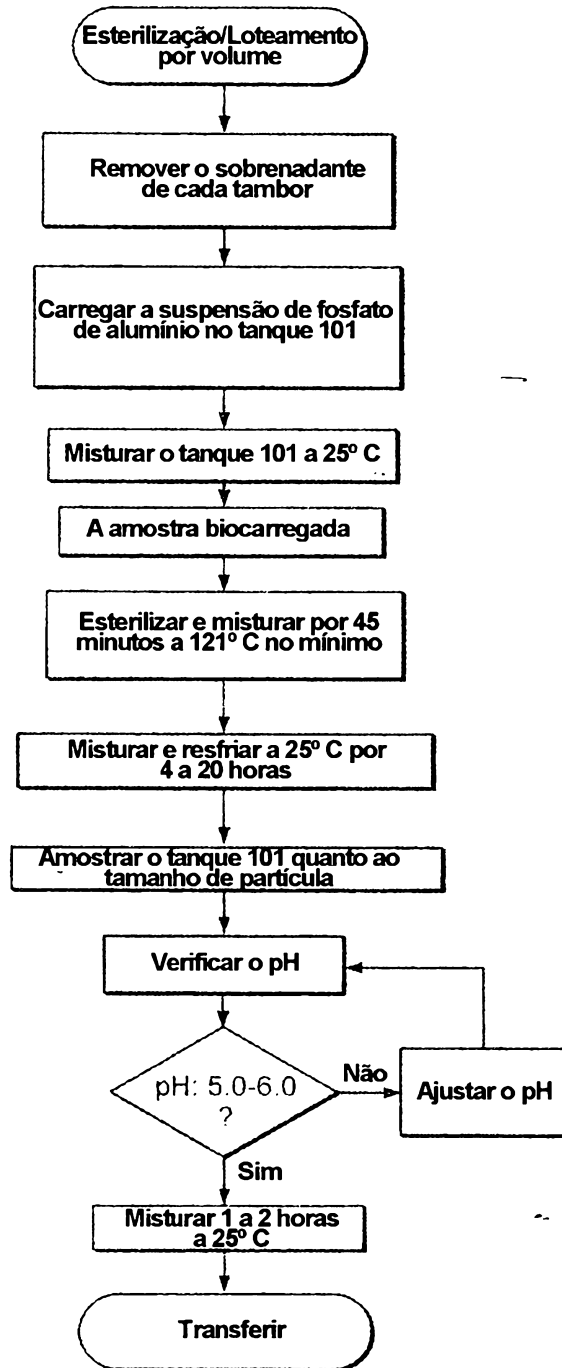 Esterilização/Loteamento
por volume
Remover o sobrenadante
de cada tambor
Carregar a suspensão de fosfato
de alumínio no tanque 101
Misturar o tanque 101 a 25º C
A amostra biocarregada
Esterilizar e misturar por 45
minutos a 121º C no mínimo
Misturar e resfriar a 25º C por
4 a 20 horas
Amostrar o tanque 101 quanto ao
tamanho de partícula
Verificar o pH
pH: 5.0-6.0
?
Não
Ajustar o pH
Sim
Misturar 1 a 2 horas
a 25º C
Transferir